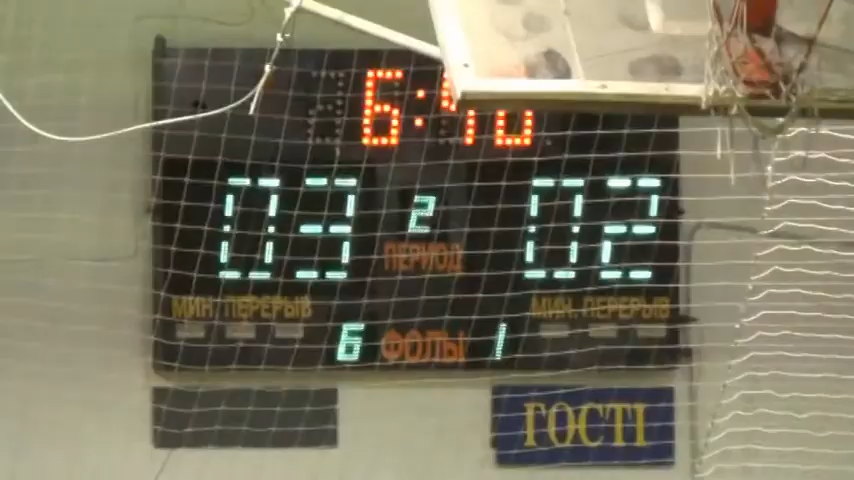 6:40
03 2 02
ПЕРИОД
МИН. ПЕРЕРЫВ МИН. ПЕРЕРЫВ
6 ФОЛЫ 1
ГОСТІ